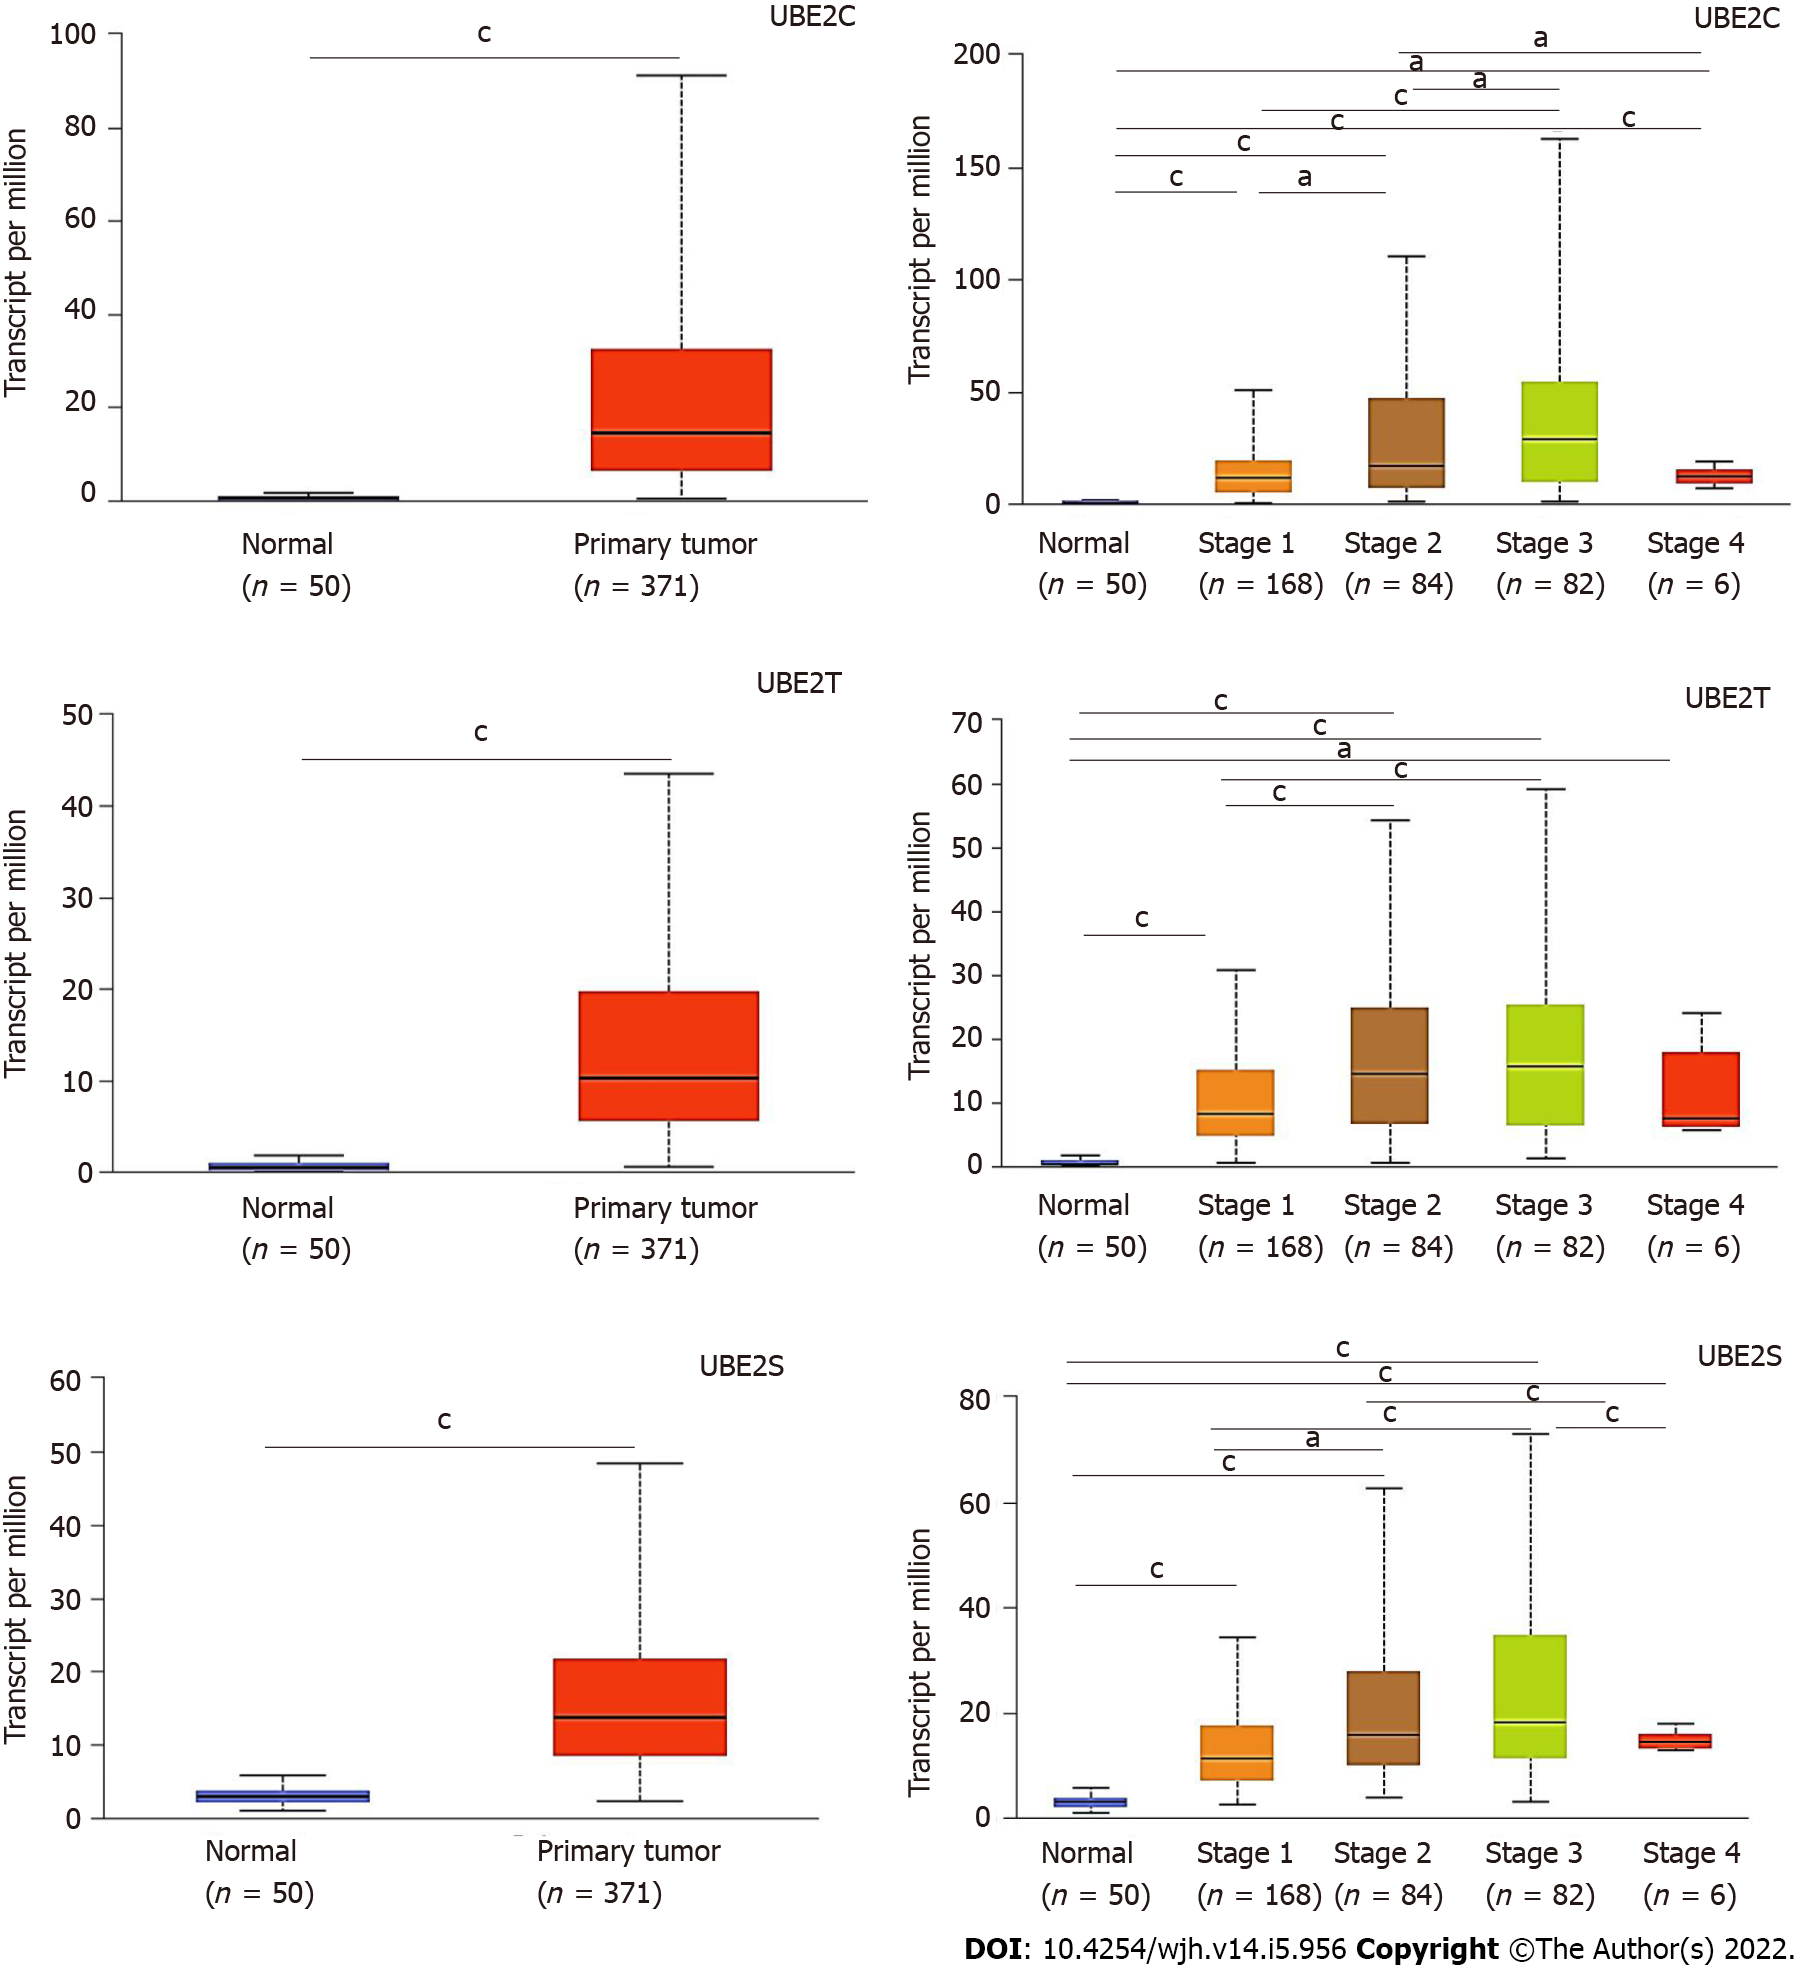 UBE2C
c
100
80
60
40
20
0
Transcript per million
Normal
Primary tumor
(n = 50)
(n = 371)
UBE2C
a
a
a
c
c
c
c
c
a
200
150
100
50
0
Transcript per million
Normal
Stage 1
Stage 2
Stage 3
Stage 4
(n = 50)
(n = 168)
(n = 84)
(n = 82)
(n = 6)
UBE2T
c
50
40
30
20
10
0
Transcript per million
Normal
Primary tumor
(n = 50)
(n = 371)
UBE2T
c
c
a
c
c
c
70
60
50
40
30
20
10
0
Transcript per million
Normal
Stage 1
Stage 2
Stage 3
Stage 4
(n = 50)
(n = 168)
(n = 84)
(n = 82)
(n = 6)
UBE2S
c
60
50
40
30
20
10
0
Transcript per million
Normal
Primary tumor
(n = 50)
(n = 371)
UBE2S
c
c
c
c
c
a
c
c
80
60
40
20
0
Transcript per million
Normal
Stage 1
Stage 2
Stage 3
Stage 4
(n = 50)
(n = 168)
(n = 84)
(n = 82)
(n = 6)
DOI: 10.4254/wjh.v14.i5.956 Copyright ©The Author(s) 2022.